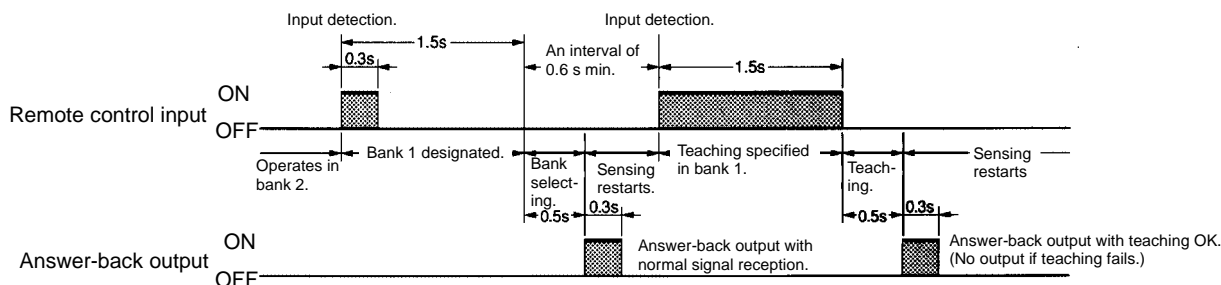 Input detection.
Input detection.
1.5s
An interval of
0.6 s min.
0.3s
1.5s
Remote control input
ON
OFF
Operates in
bank 2.
Bank 1 designated.
Bank
select-
ing.
Sensing
restarts.
Teaching specified
in bank 1.
Teach-
ing.
Sensing
restarts
0.5s
0.3s
0.5s
0.3s
Answer-back output
ON
OFF
Answer-back output with
normal signal reception.
Answer-back output with teaching OK.
(No output if teaching fails.)